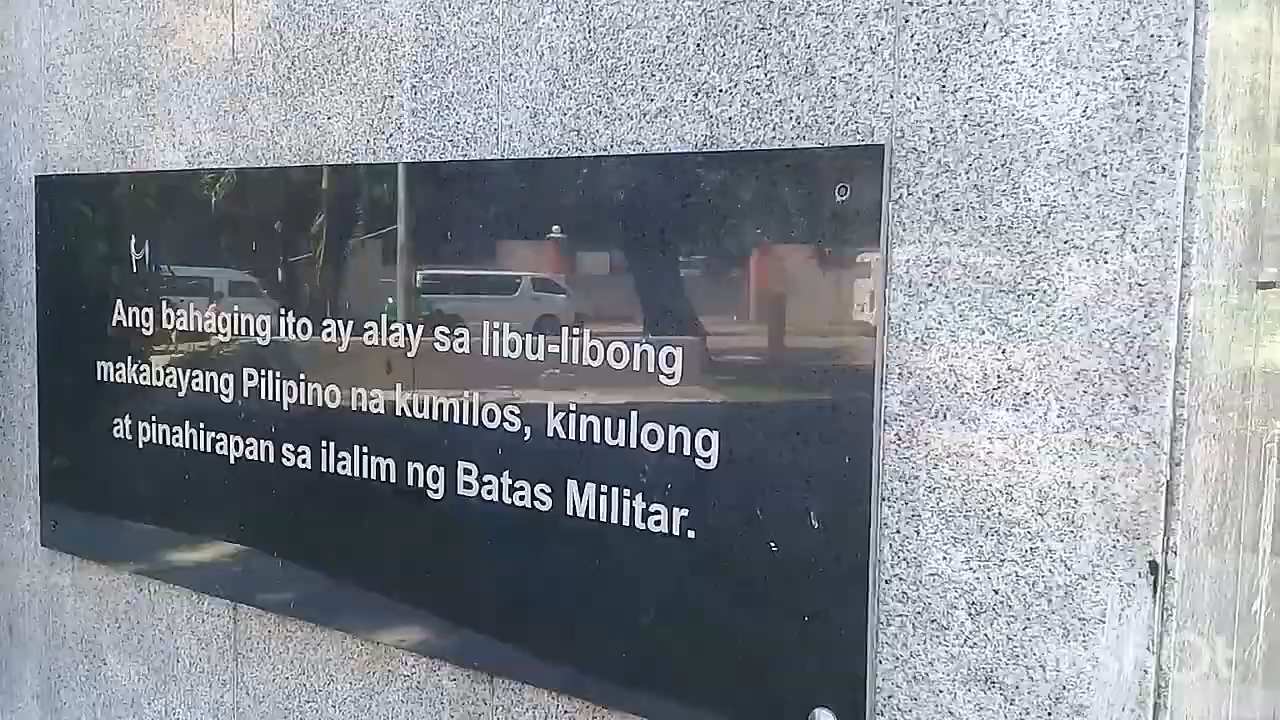 Ang bahaging ito ay alay sa libu-libong
makabayang Pilipino na kumilos, kinulong
at pinahirapan sa ilalim ng Batas Militar.